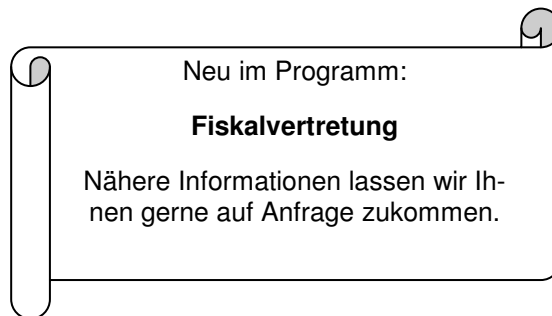 Neu im Programm:
Fiskalvertretung
Nähere Informationen lassen wir Ih-
nen gerne auf Anfrage zukommen.